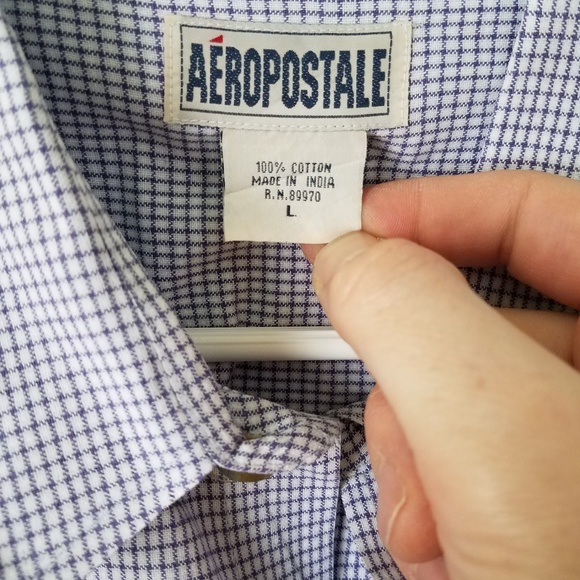 AÉROPOSTALE
100% COTTON
MADE IN INDIA
R.N.89970
L